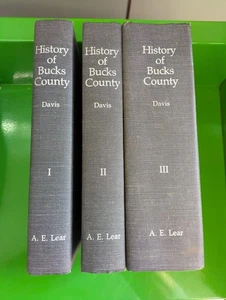 History
of
Bucks
County
Davis
I
A. E. Lear
History
of
Bucks
County
Davis
II
A. E. Lear
History
of
Bucks
County
Davis
III
A. E. Lear